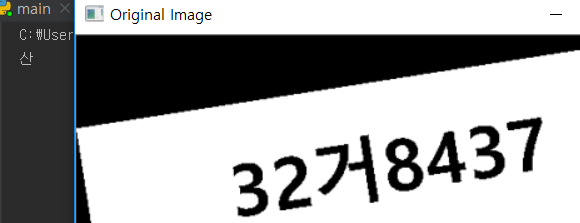 main
Original Image
C:\User
산
32거8437